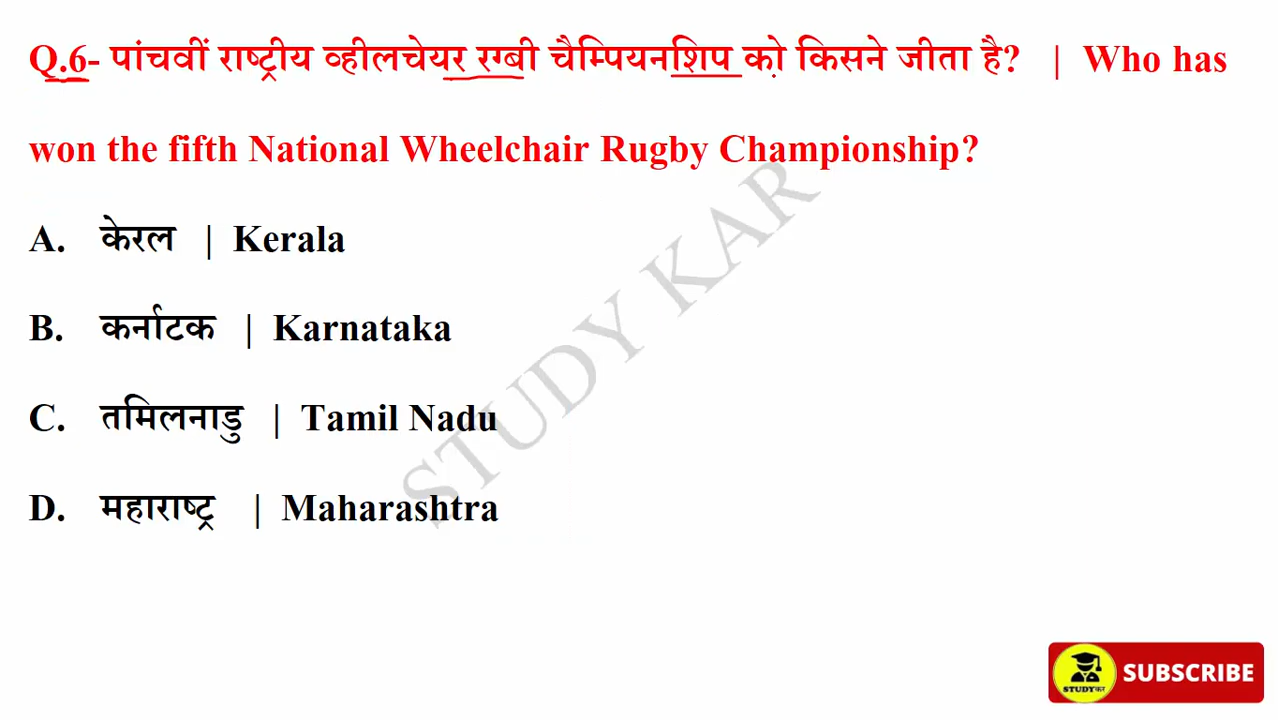 Q.6- पांचवीं राष्ट्रीय व्हीलचेयर रग्बी चैम्पियनशिप को किसने जीता है? | Who has
won the fifth National Wheelchair Rugby Championship?
A. केरल | Kerala
B. कर्नाटक | Karnataka
C. तमिलनाडु | Tamil Nadu
D. महाराष्ट्र | Maharashtra
STUDY KAR
STUDYकर SUBSCRIBE